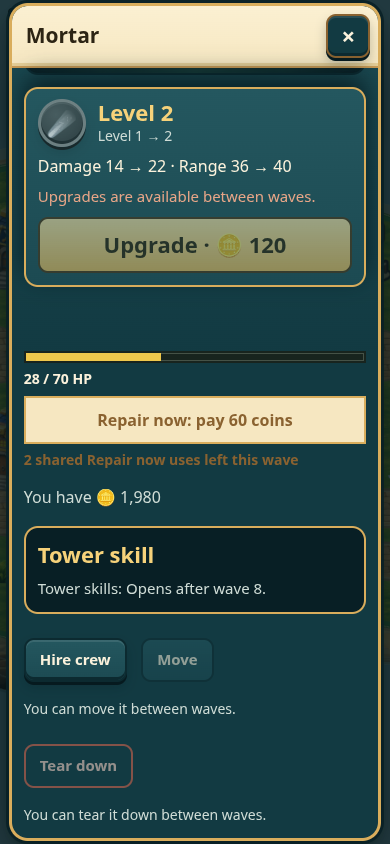 Mortar
×
Level 2
Level 1 → 2
Damage 14 → 22 · Range 36 → 40
Upgrades are available between waves.
Upgrade · 🪙 120
28 / 70 HP
Repair now: pay 60 coins
2 shared Repair now uses left this wave
You have 🪙 1,980
Tower skill
Tower skills: Opens after wave 8.
Hire crew
Move
You can move it between waves.
Tear down
You can tear it down between waves.